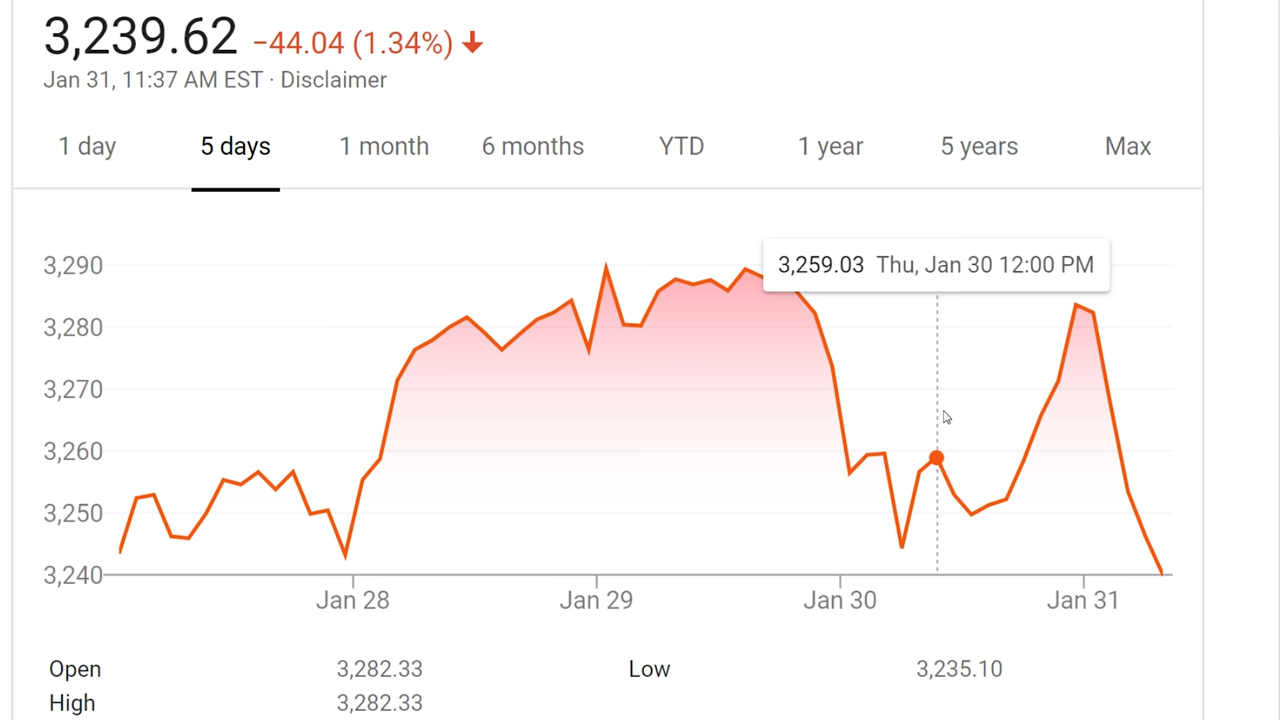 3,239.62 −44.04 (1.34%)
Jan 31, 11:37 AM EST · Disclaimer
1 day 5 days 1 month 6 months YTD 1 year 5 years Max
3,259.03 Thu, Jan 30 12:00 PM
3,290
3,280
3,270
3,260
3,250
3,240
Jan 28 Jan 29 Jan 30 Jan 31
Open 3,282.33 Low 3,235.10
High 3,282.33